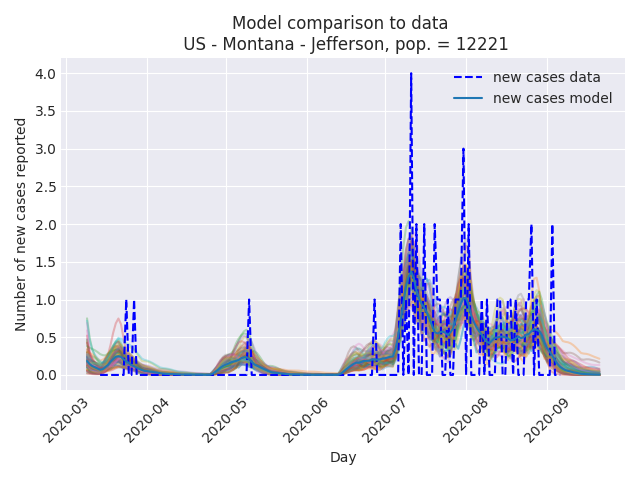 Model comparison to data
US - Montana - Jefferson, pop. = 12221
new cases data
new cases model
Number of new cases reported
4.0
3.5
3.0
2.5
2.0
1.5
1.0
0.5
0.0
2020-03
2020-04
2020-05
2020-06
2020-07
2020-08
2020-09
Day